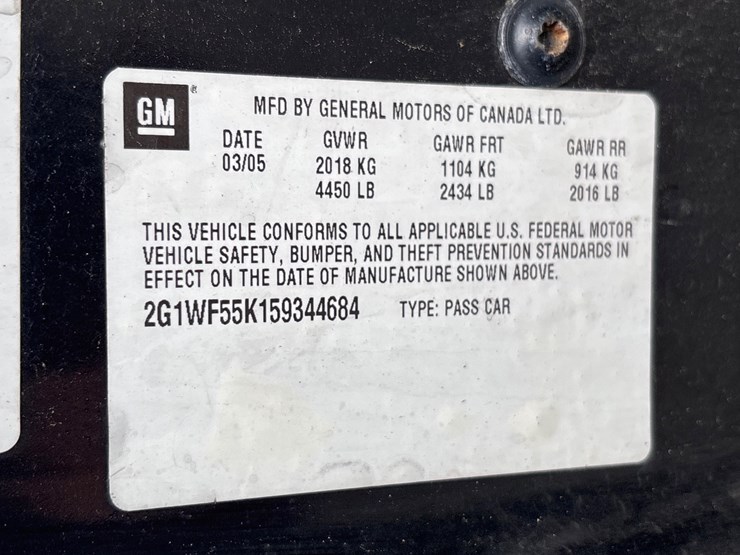 GM ®
MFD BY GENERAL MOTORS OF CANADA LTD.
DATE GVWR GAWR FRT GAWR RR
03/05 2018 KG 1104 KG 914 KG
4450 LB 2434 LB 2016 LB
THIS VEHICLE CONFORMS TO ALL APPLICABLE U.S. FEDERAL MOTOR
VEHICLE SAFETY, BUMPER, AND THEFT PREVENTION STANDARDS IN
EFFECT ON THE DATE OF MANUFACTURE SHOWN ABOVE.
2G1WF55K159344684 TYPE: PASS CAR